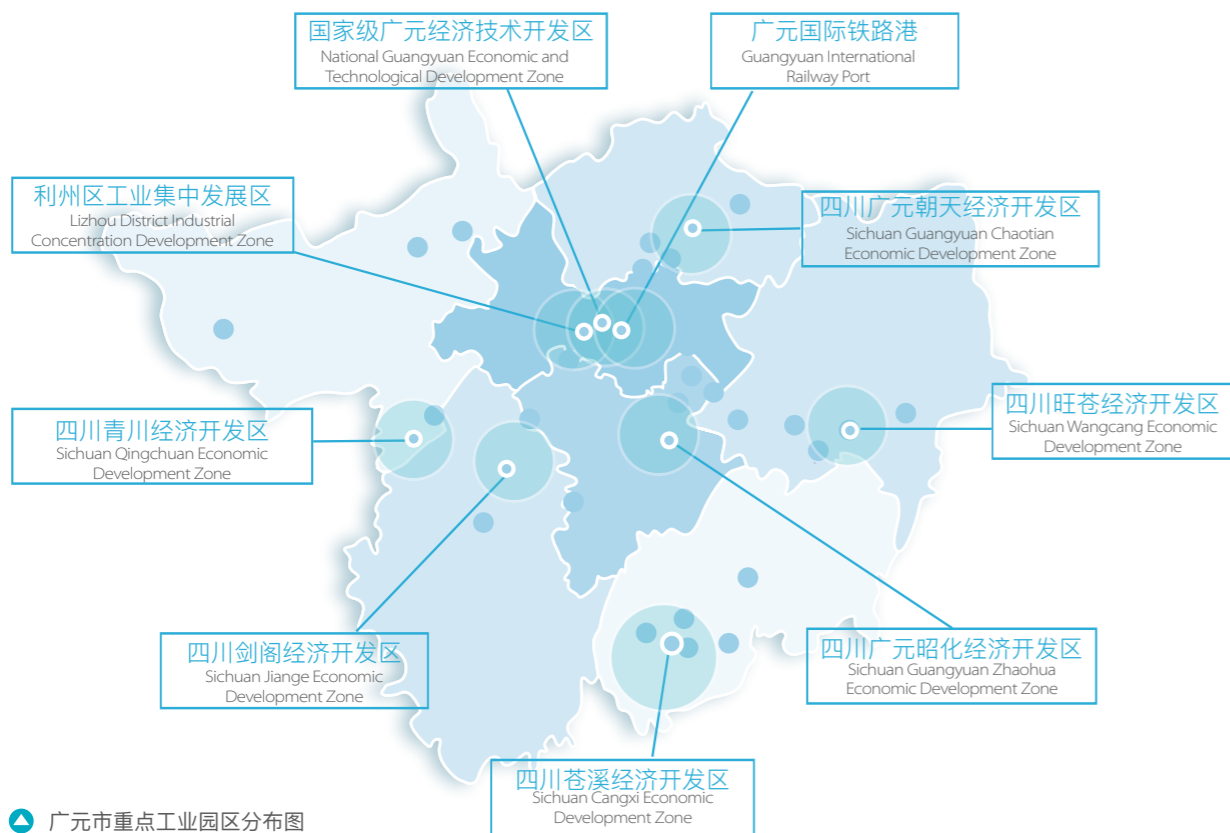 国家级广元经济技术开发区
National Guangyuan Economic and
Technological Development Zone
广元国际铁路港
Guangyuan International
Railway Port
利州区工业集中发展区
Lizhou District Industrial
Concentration Development Zone
四川广元朝天经济开发区
Sichuan Guangyuan Chaotian
Economic Development Zone
四川青川经济开发区
Sichuan Qingchuan Economic
Development Zone
四川旺苍经济开发区
Sichuan Wangcang Economic
Development Zone
四川剑阁经济开发区
Sichuan Jiange Economic
Development Zone
四川广元昭化经济开发区
Sichuan Guangyuan Zhaohua
Economic Development Zone
四川苍溪经济开发区
Sichuan Cangxi Economic
Development Zone
广元市重点工业园区分布图